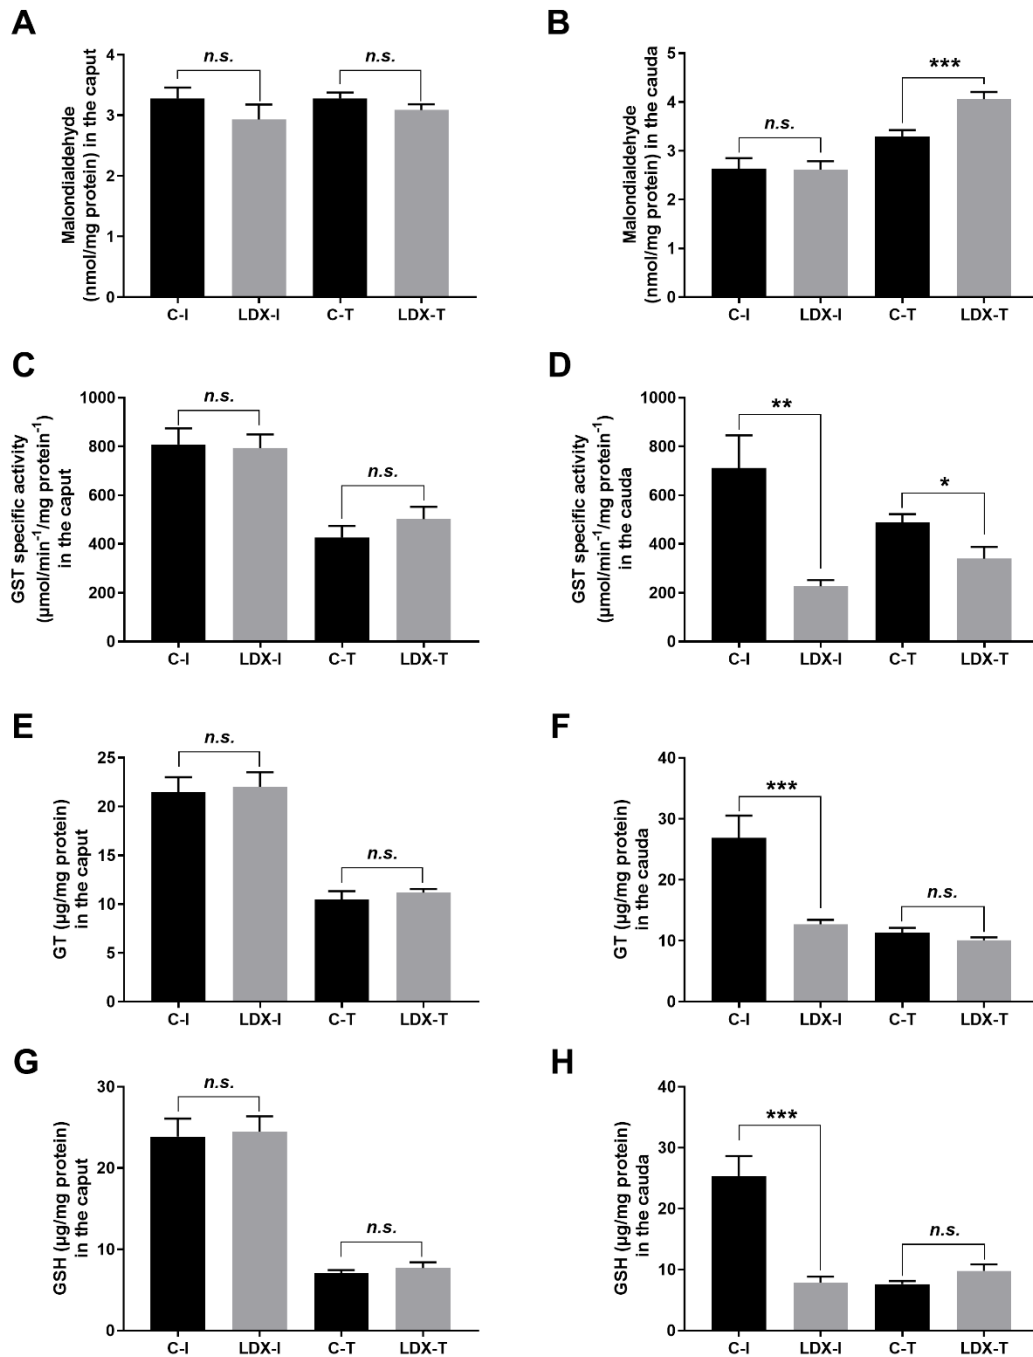 A
Malondialdehyde
(nmol/mg protein) in the caput
4
3
2
1
0
n.s.
n.s.
C-I LDX-I C-T LDX-T
B
Malondialdehyde
(nmol/mg protein) in the cauda
5
4
3
2
1
0
n.s.
***
C-I LDX-I C-T LDX-T
C
GST specific activity
(µmol/min⁻¹/mg protein⁻¹)
in the caput
1000
800
600
400
200
0
n.s.
n.s.
C-I LDX-I C-T LDX-T
D
GST specific activity
(µmol/min⁻¹/mg protein⁻¹)
in the cauda
1000
800
600
400
200
0
**
*
C-I LDX-I C-T LDX-T
E
GT (µg/mg protein)
in the caput
25
20
15
10
5
0
n.s.
n.s.
C-I LDX-I C-T LDX-T
F
GT (µg/mg protein)
in the cauda
40
30
20
10
0
***
n.s.
C-I LDX-I C-T LDX-T
G
GSH (µg/mg protein)
in the caput
30
20
10
0
n.s.
n.s.
C-I LDX-I C-T LDX-T
H
GSH (µg/mg protein)
in the cauda
40
30
20
10
0
***
n.s.
C-I LDX-I C-T LDX-T